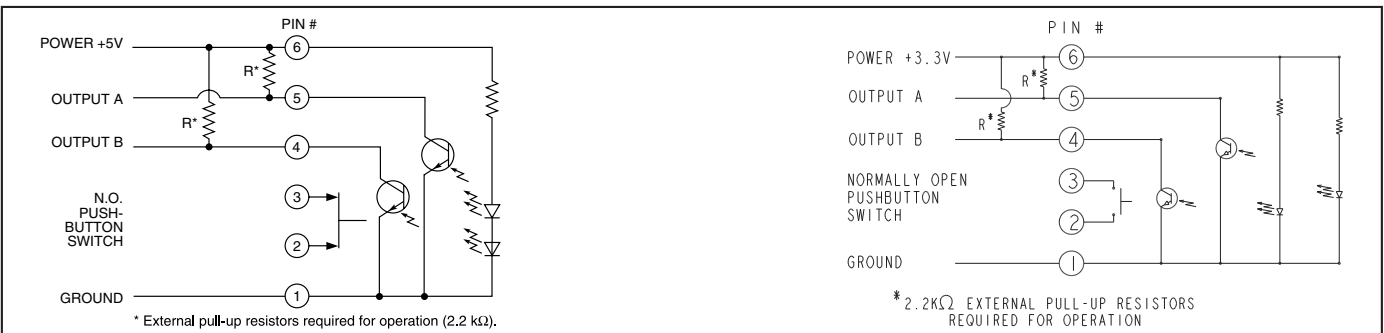 PIN #
POWER +5V
6
R*
OUTPUT A
5
R*
OUTPUT B
4
N.O.
PUSH-
BUTTON
SWITCH
3
2
GROUND
1
* External pull-up resistors required for operation (2.2 kΩ).
PIN #
POWER +3.3V
6
R*
OUTPUT A
5
R*
OUTPUT B
4
NORMALLY OPEN
PUSHBUTTON
SWITCH
3
2
GROUND
1
*2.2KΩ EXTERNAL PULL-UP RESISTORS
REQUIRED FOR OPERATION